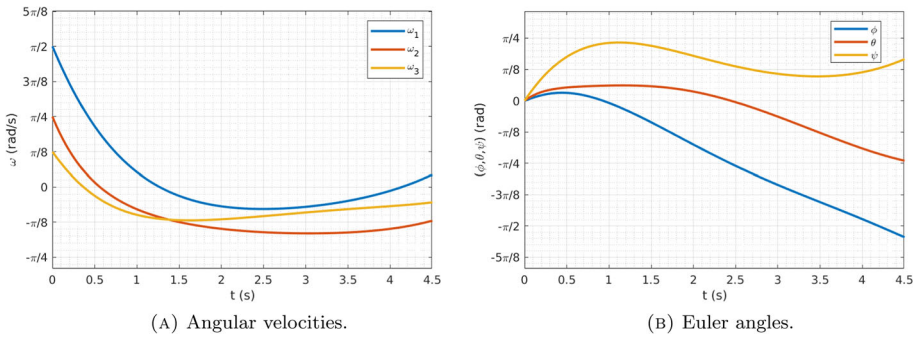 5π/8
π/2
3π/8
π/4
π/8
0
-π/8
-π/4
ω (rad/s)
0 0.5 1 1.5 2 2.5 3 3.5 4 4.5
t (s)
ω₁
ω₂
ω₃
(A) Angular velocities.
π/4
π/8
0
-π/8
-π/4
-3π/8
-π/2
-5π/8
(ϕ,θ,ψ) (rad)
0 0.5 1 1.5 2 2.5 3 3.5 4 4.5
t (s)
ϕ
θ
ψ
(B) Euler angles.